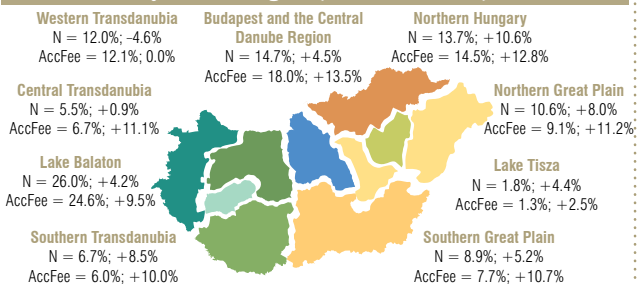 Western Transdanubia
N = 12.0%; -4.6%
AccFee = 12.1%; 0.0%
Budapest and the Central
Danube Region
N = 14.7%; +4.5%
AccFee = 18.0%; +13.5%
Northern Hungary
N = 13.7%; +10.6%
AccFee = 14.5%; +12.8%
Central Transdanubia
N = 5.5%; +0.9%
AccFee = 6.7%; +11.1%
Northern Great Plain
N = 10.6%; +8.0%
AccFee = 9.1%; +11.2%
Lake Balaton
N = 26.0%; +4.2%
AccFee = 24.6%; +9.5%
Lake Tisza
N = 1.8%; +4.4%
AccFee = 1.3%; +2.5%
Southern Transdanubia
N = 6.7%; +8.5%
AccFee = 6.0%; +10.0%
Southern Great Plain
N = 8.9%; +5.2%
AccFee = 7.7%; +10.7%